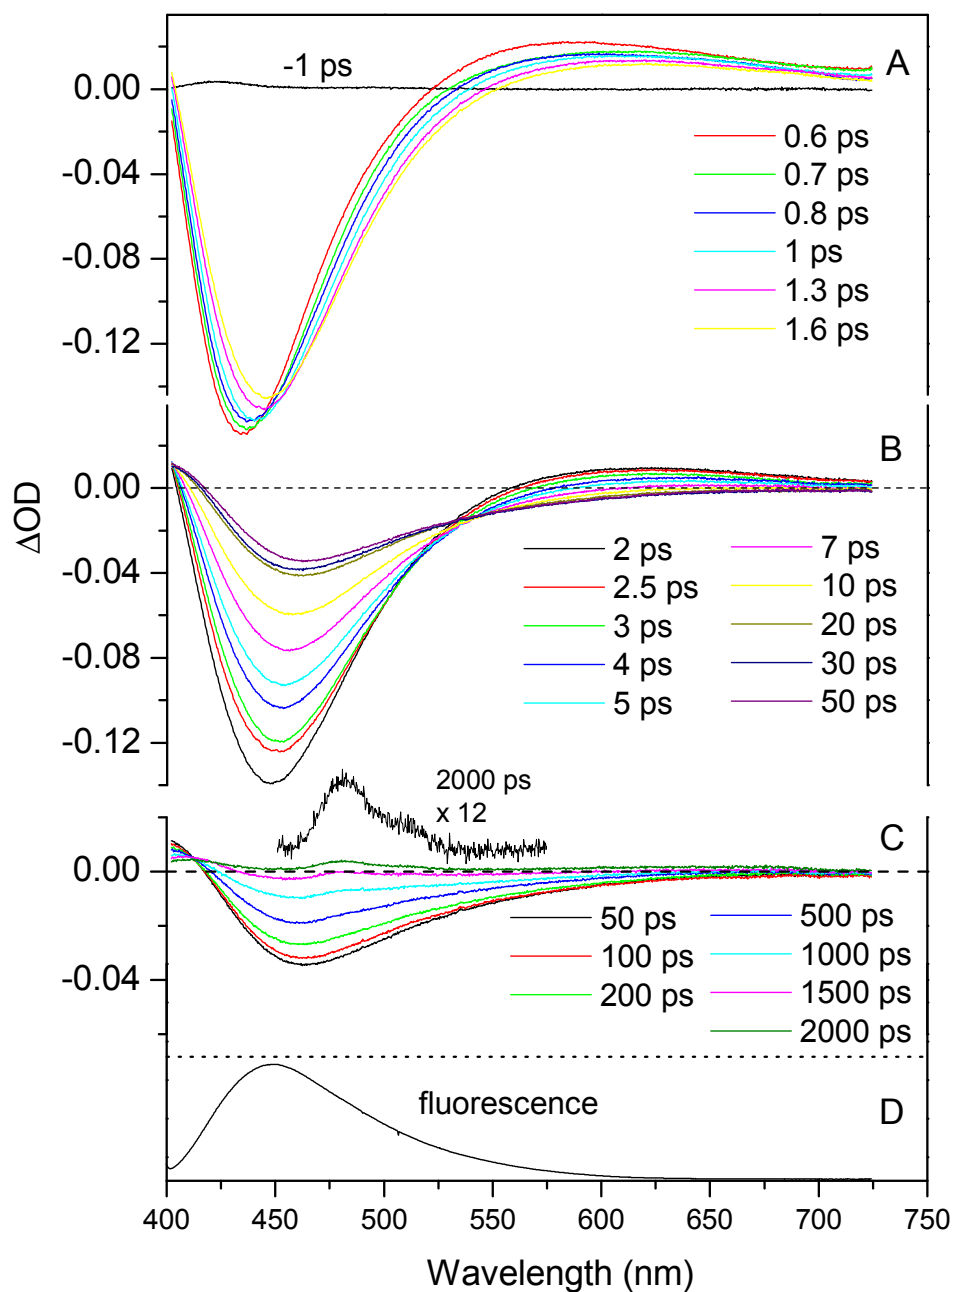 A
-1 ps
0.00
-0.04
-0.08
-0.12
0.6 ps
0.7 ps
0.8 ps
1 ps
1.3 ps
1.6 ps
B
0.00
-0.04
-0.08
-0.12
2 ps
2.5 ps
3 ps
4 ps
5 ps
7 ps
10 ps
20 ps
30 ps
50 ps
ΔOD
2000 ps
x 12
C
0.00
-0.04
50 ps
100 ps
200 ps
500 ps
1000 ps
1500 ps
2000 ps
fluorescence
D
400 450 500 550 600 650 700 750
Wavelength (nm)